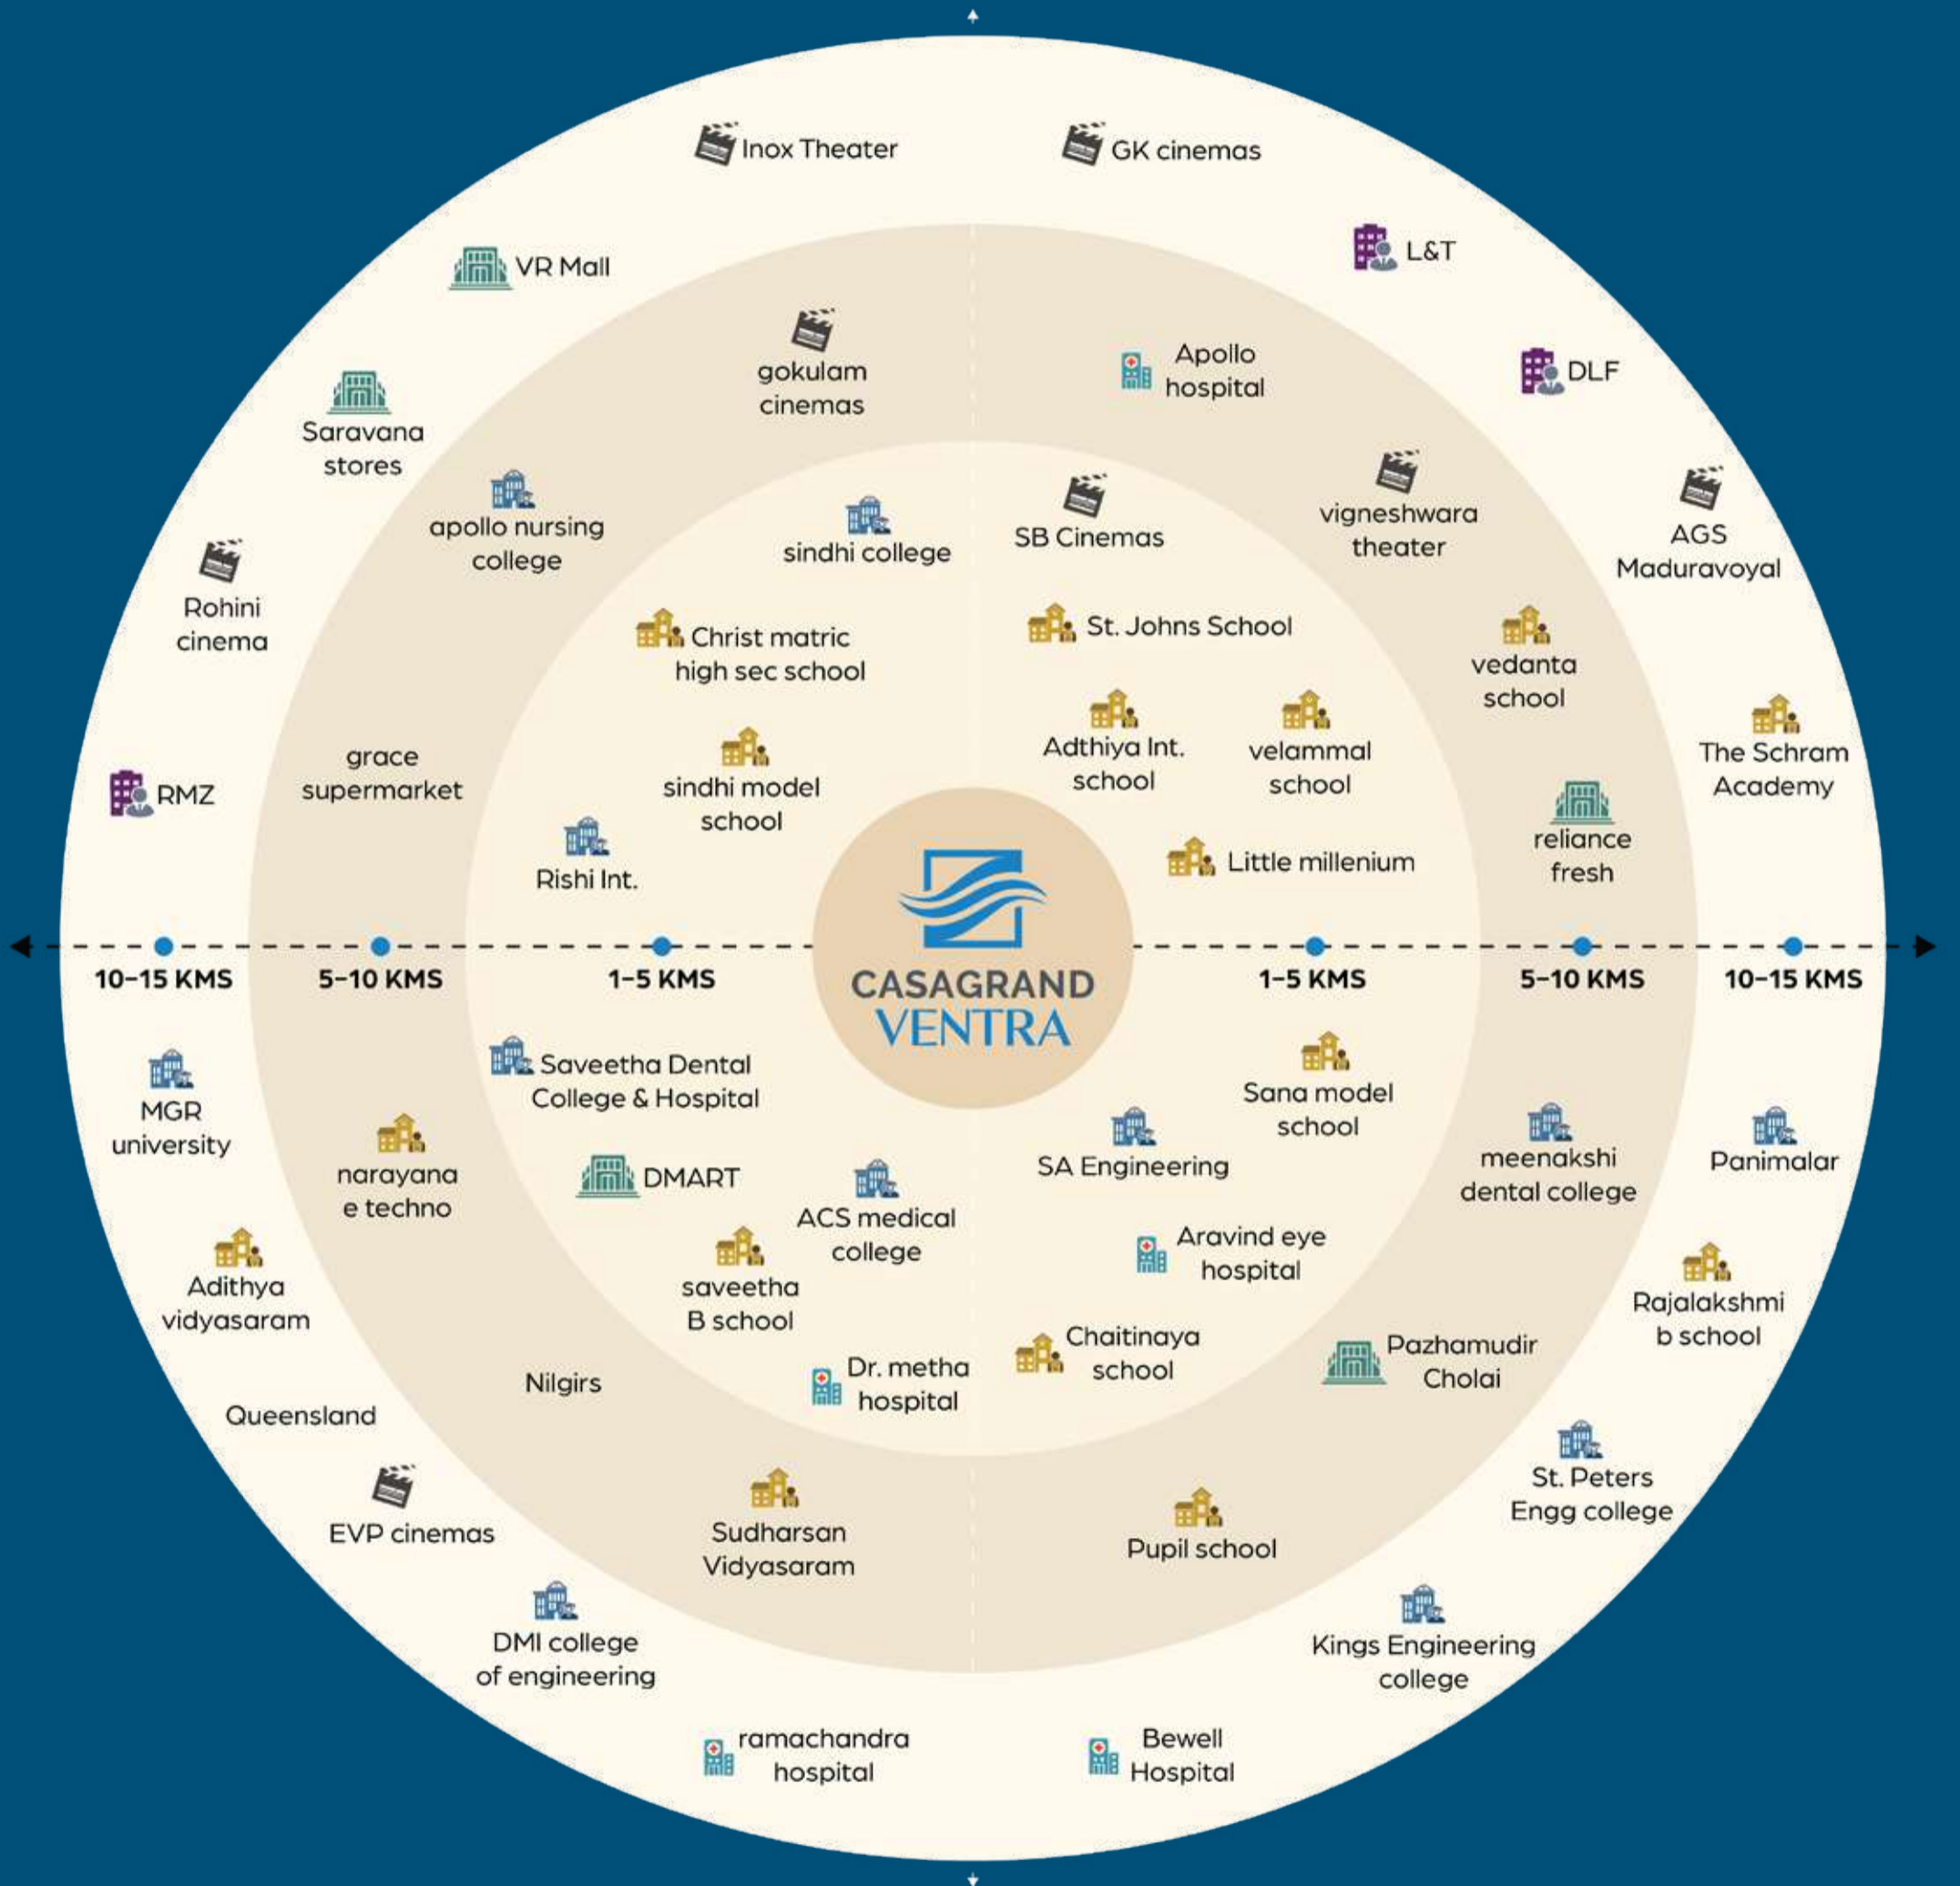 Inox Theater
GK cinemas
VR Mall
L&T
gokulam
cinemas
Apollo
hospital
DLF
Saravana
stores
apollo nursing
college
sindhi college
SB Cinemas
vigneshwara
theater
AGS
Maduravoyal
Rohini
cinema
Christ matric
high sec school
St. Johns School
vedanta
school
grace
supermarket
sindhi model
school
Adthiya Int.
school
velammal
school
The Schram
Academy
RMZ
Rishi Int.
Little millenium
reliance
fresh
10-15 KMS
5-10 KMS
1-5 KMS
CASAGRAND
VENTRA
1-5 KMS
5-10 KMS
10-15 KMS
MGR
university
Saveetha Dental
College & Hospital
Sana model
school
narayana
e techno
DMART
ACS medical
college
SA Engineering
meenakshi
dental college
Panimalar
Adithya
vidyasaram
saveetha
B school
Aravind eye
hospital
Rajalakshmi
b school
Nilgirs
Dr. metha
hospital
Chaitinaya
school
Pazhamudir
Cholai
Queensland
EVP cinemas
Sudharsan
Vidyasaram
Pupil school
St. Peters
Engg college
DMI college
of engineering
Kings Engineering
college
ramachandra
hospital
Bewell
Hospital